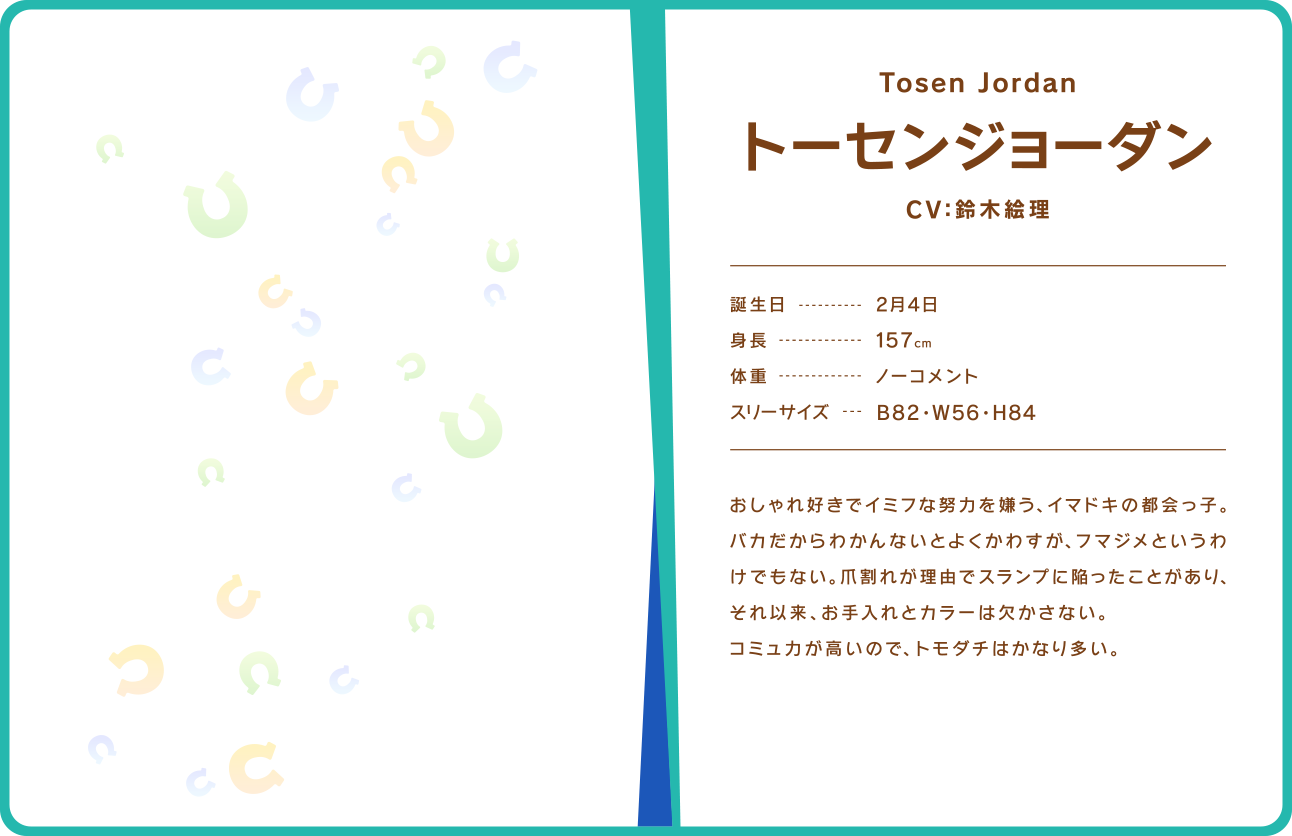 Tosen Jordan
トーセンジョーダン
CV:鈴木絵理
誕生日 ---------- 2月4日
身長 ------------- 157cm
体重 ------------- ノーコメント
スリーサイズ --- B82・W56・H84
おしゃれ好きでイミフな努力を嫌う、イマドキの都会っ子。
バカだからわかんないとよくかわすが、フマジメというわ
けでもない。爪割れが理由でスランプに陥ったことがあり、
それ以来、お手入れとカラーは欠かさない。
コミュ力が高いので、トモダチはかなり多い。